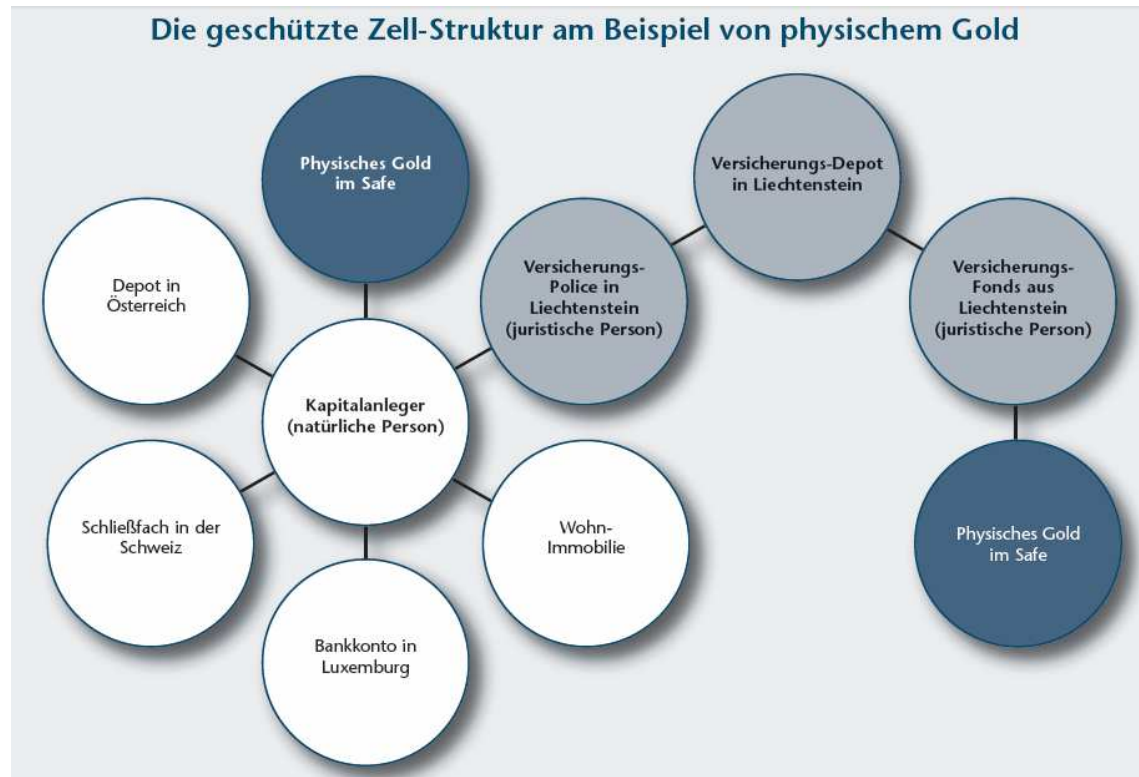 Die geschützte Zell-Struktur am Beispiel von physischem Gold
Physisches Gold
im Safe
Versicherungs-Depot
in Liechtenstein
Depot in
Österreich
Versicherungs-
Police in
Liechtenstein
(juristische Person)
Versicherungs-
Fonds aus
Liechtenstein
(juristische Person)
Kapitalanleger
(natürliche Person)
Schließfach in der
Schweiz
Wohn-
Immobilie
Physisches Gold
im Safe
Bankkonto in
Luxemburg